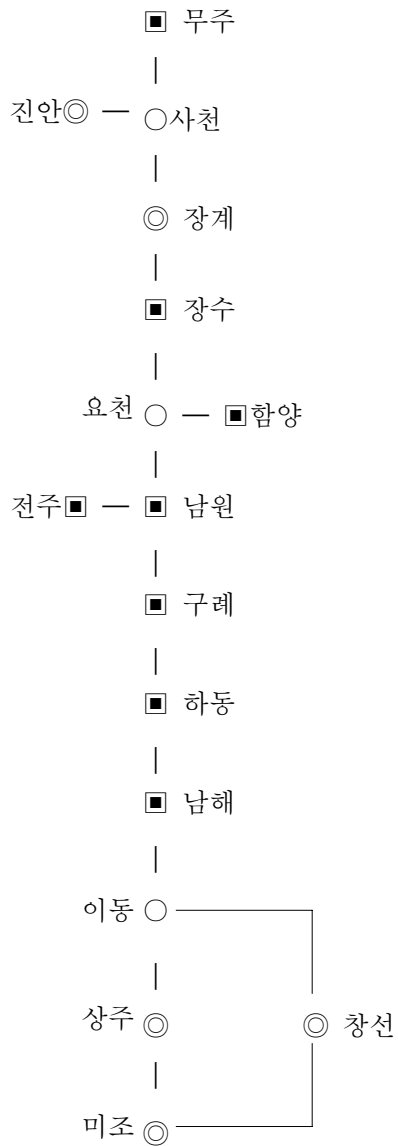 ▣ 무주
진안◎ ― ○사천
◎ 장계
▣ 장수
요천 ○ ― ▣함양
전주▣ ― ▣ 남원
▣ 구례
▣ 하동
▣ 남해
이동 ○
상주 ◎ ◎ 창선
미조 ◎